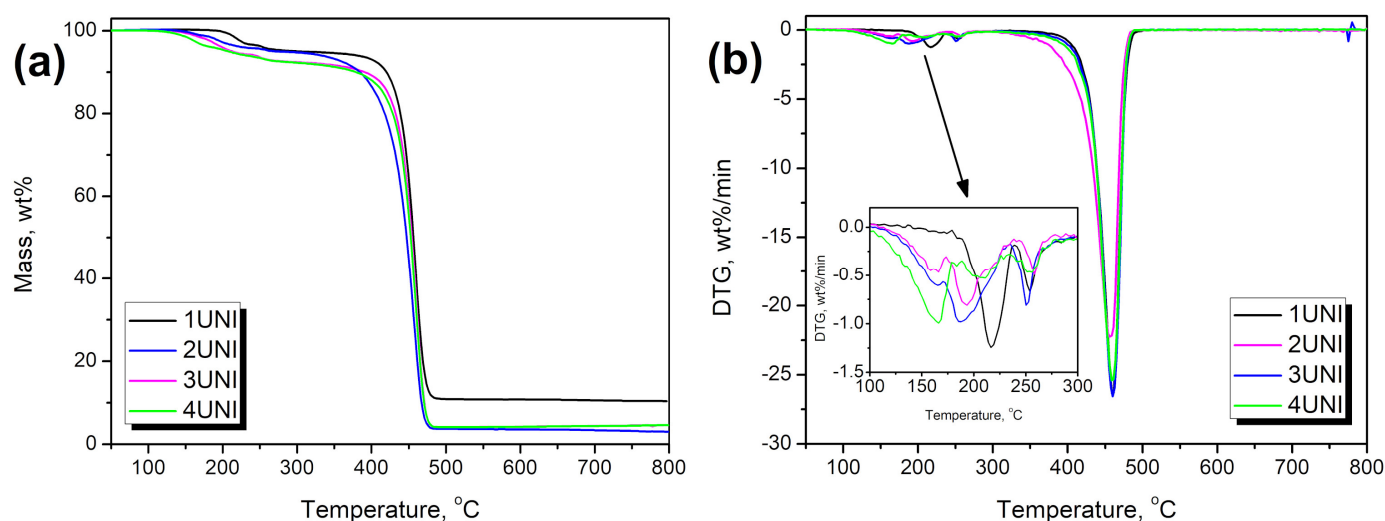 (a)
Mass, wt%
100
80
60
40
20
0
1UNI
2UNI
3UNI
4UNI
100 200 300 400 500 600 700 800
Temperature, °C
(b)
DTG, wt%/min
0
-5
-10
-15
-20
-25
-30
DTG, wt%/min
0.0
-0.5
-1.0
-1.5
100 150 200 250 300
Temperature, °C
1UNI
2UNI
3UNI
4UNI
100 200 300 400 500 600 700 800
Temperature, °C